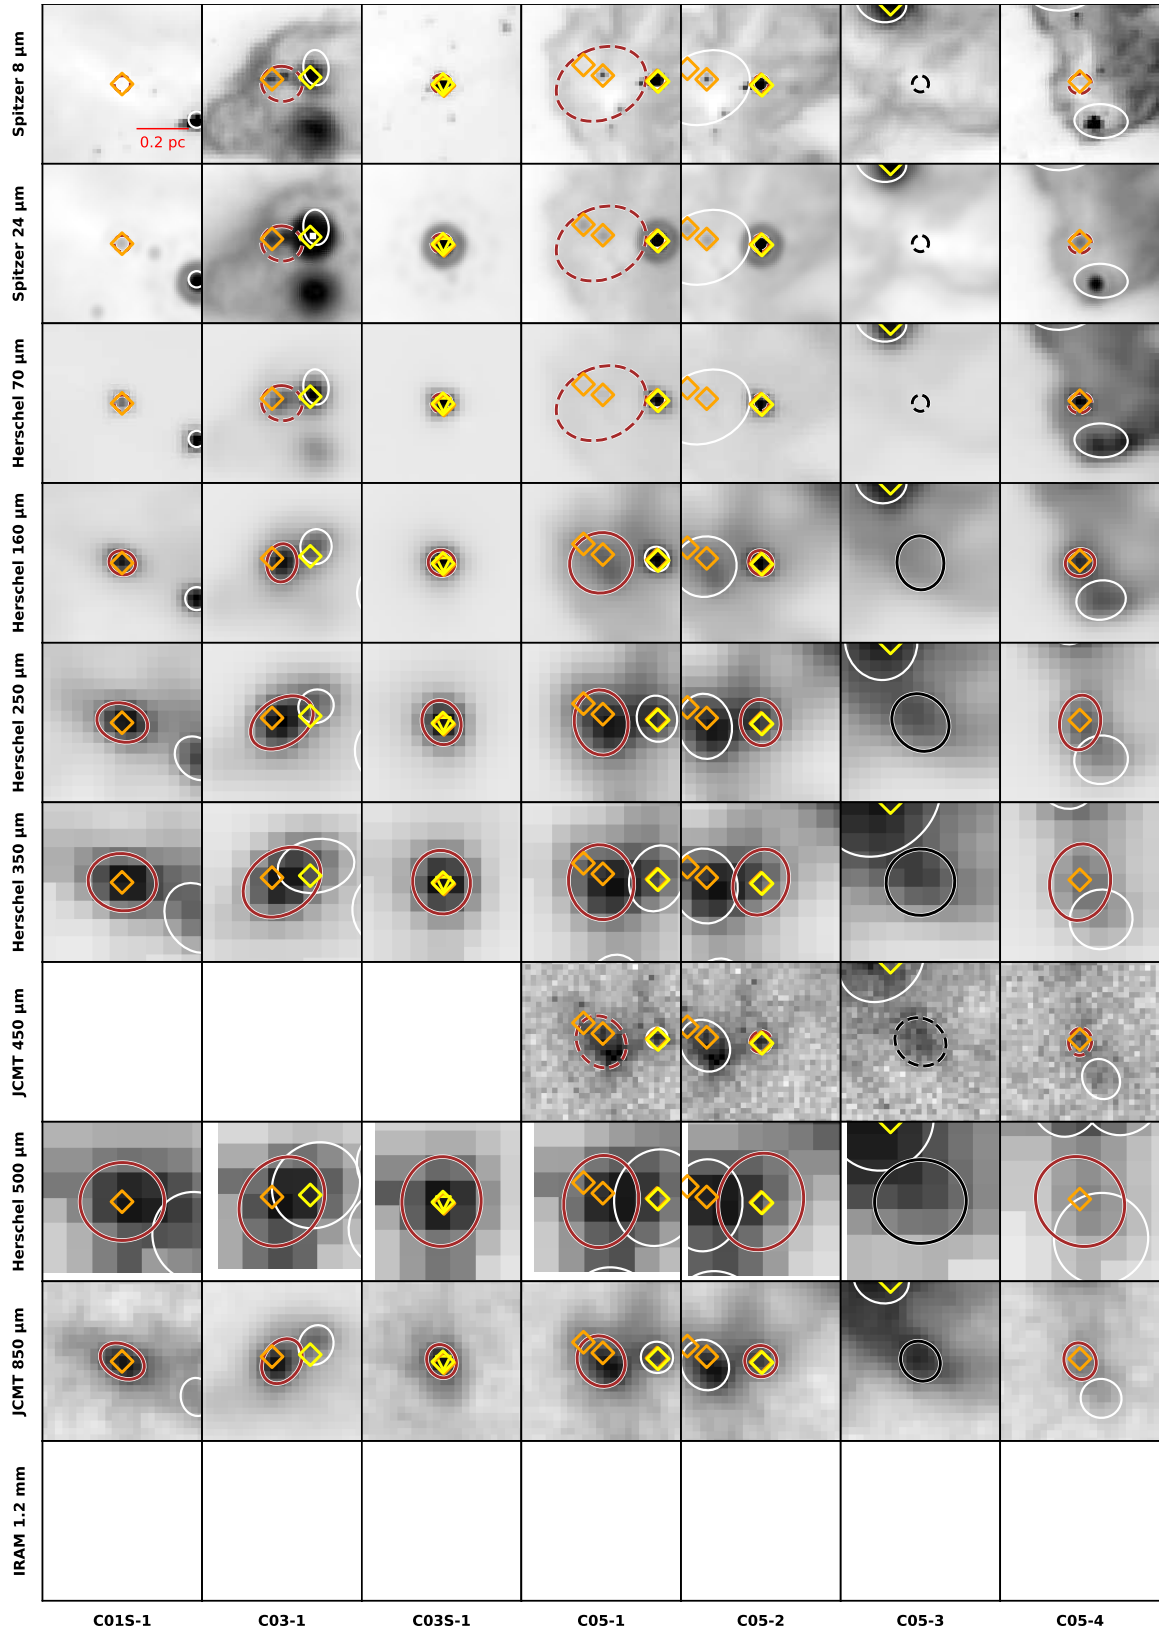 Spitzer 8 μm
0.2 pc
Spitzer 24 μm
Herschel 70 μm
Herschel 160 μm
Herschel 250 μm
Herschel 350 μm
JCMT 450 μm
Herschel 500 μm
JCMT 850 μm
IRAM 1.2 mm
C01S-1 C03-1 C03S-1 C05-1 C05-2 C05-3 C05-4